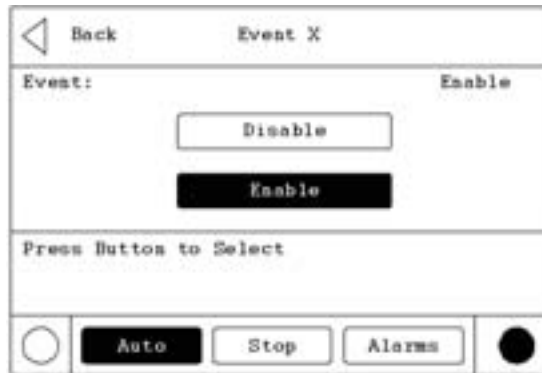 Back Event X
Event: Enable
Disable
Enable
Press Button to Select
Auto Stop Alarms